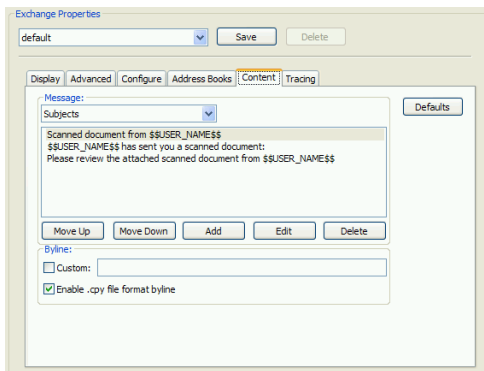 Exchange Properties
default
Save
Delete
Display
Advanced
Configure
Address Books
Content
Tracing
Message:
Defaults
Subjects
Scanned document from $$USER_NAME$$
$$USER_NAME$$ has sent you a scanned document:
Please review the attached scanned document from $$USER_NAME$$
Move Up
Move Down
Add
Edit
Delete
Byline:
Custom:
Enable .cpy file format byline